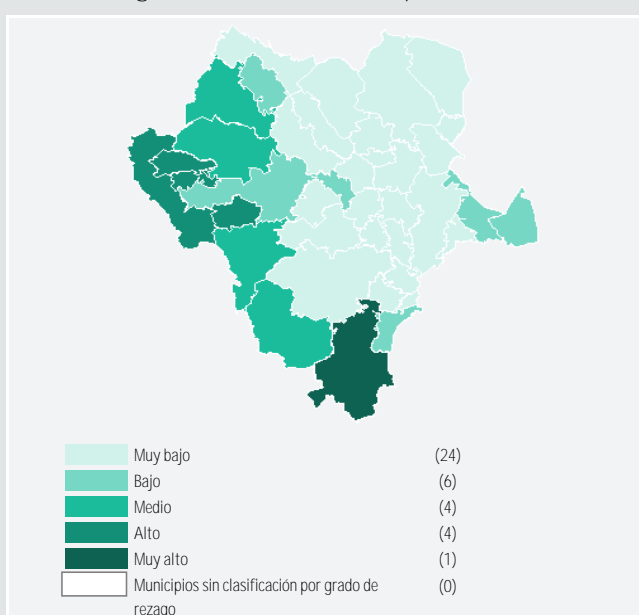 Muy bajo (24)
Bajo (6)
Medio (4)
Alto (4)
Muy alto (1)
Municipios sin clasificación por grado de (0)
rezago